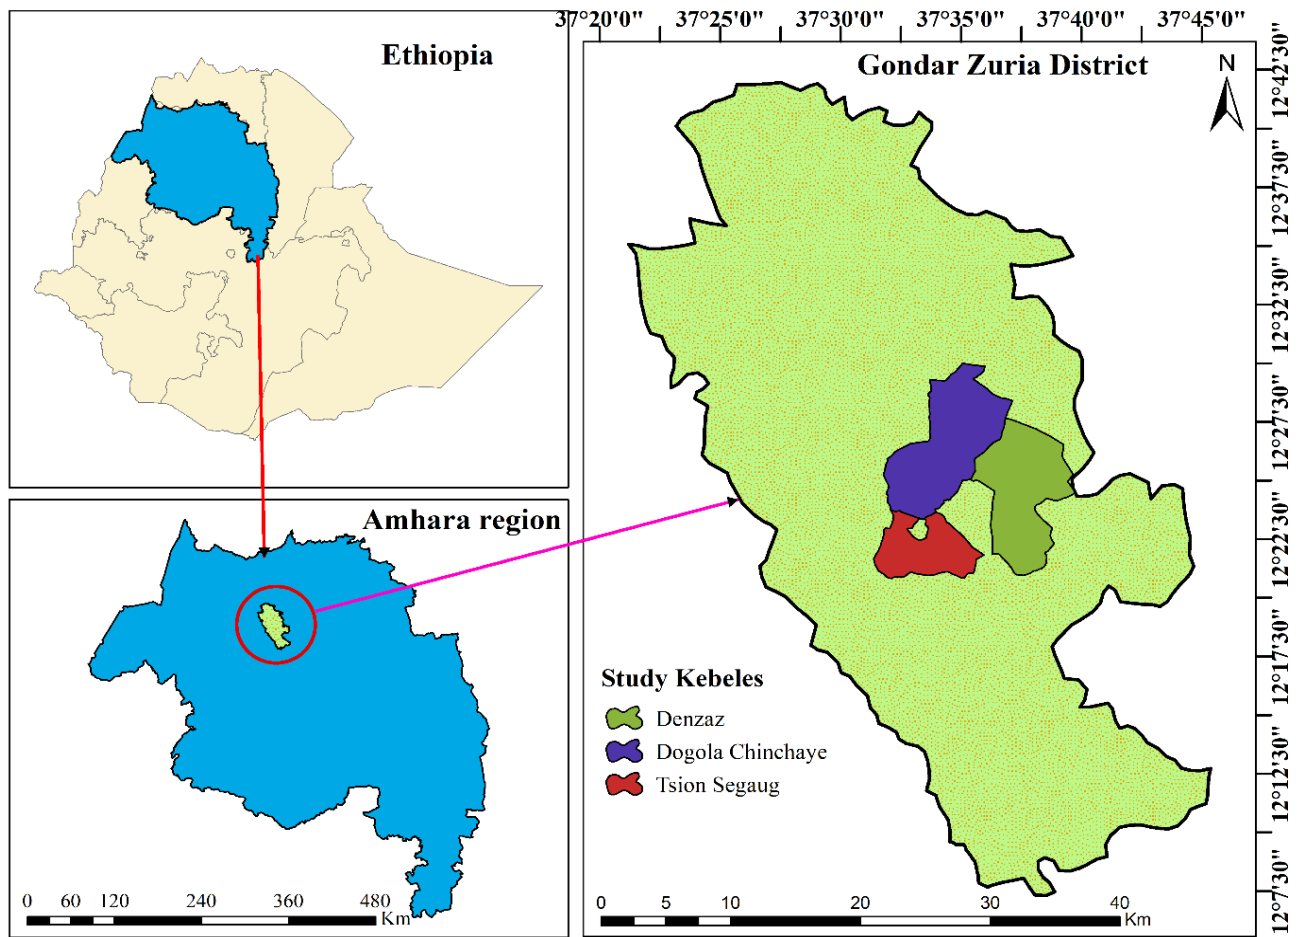 Ethiopia
Amhara region
0 60 120 240 360 480
Km
37°20'0" 37°25'0" 37°30'0" 37°35'0" 37°40'0" 37°45'0"
Gondar Zuria District
N
12°42'30"
12°37'30"
12°32'30"
12°27'30"
12°22'30"
12°17'30"
12°12'30"
12°7'30"
Study Kebeles
Denzaz
Dogola Chinchaye
Tsion Segaug
0 5 10 20 30 40
Km